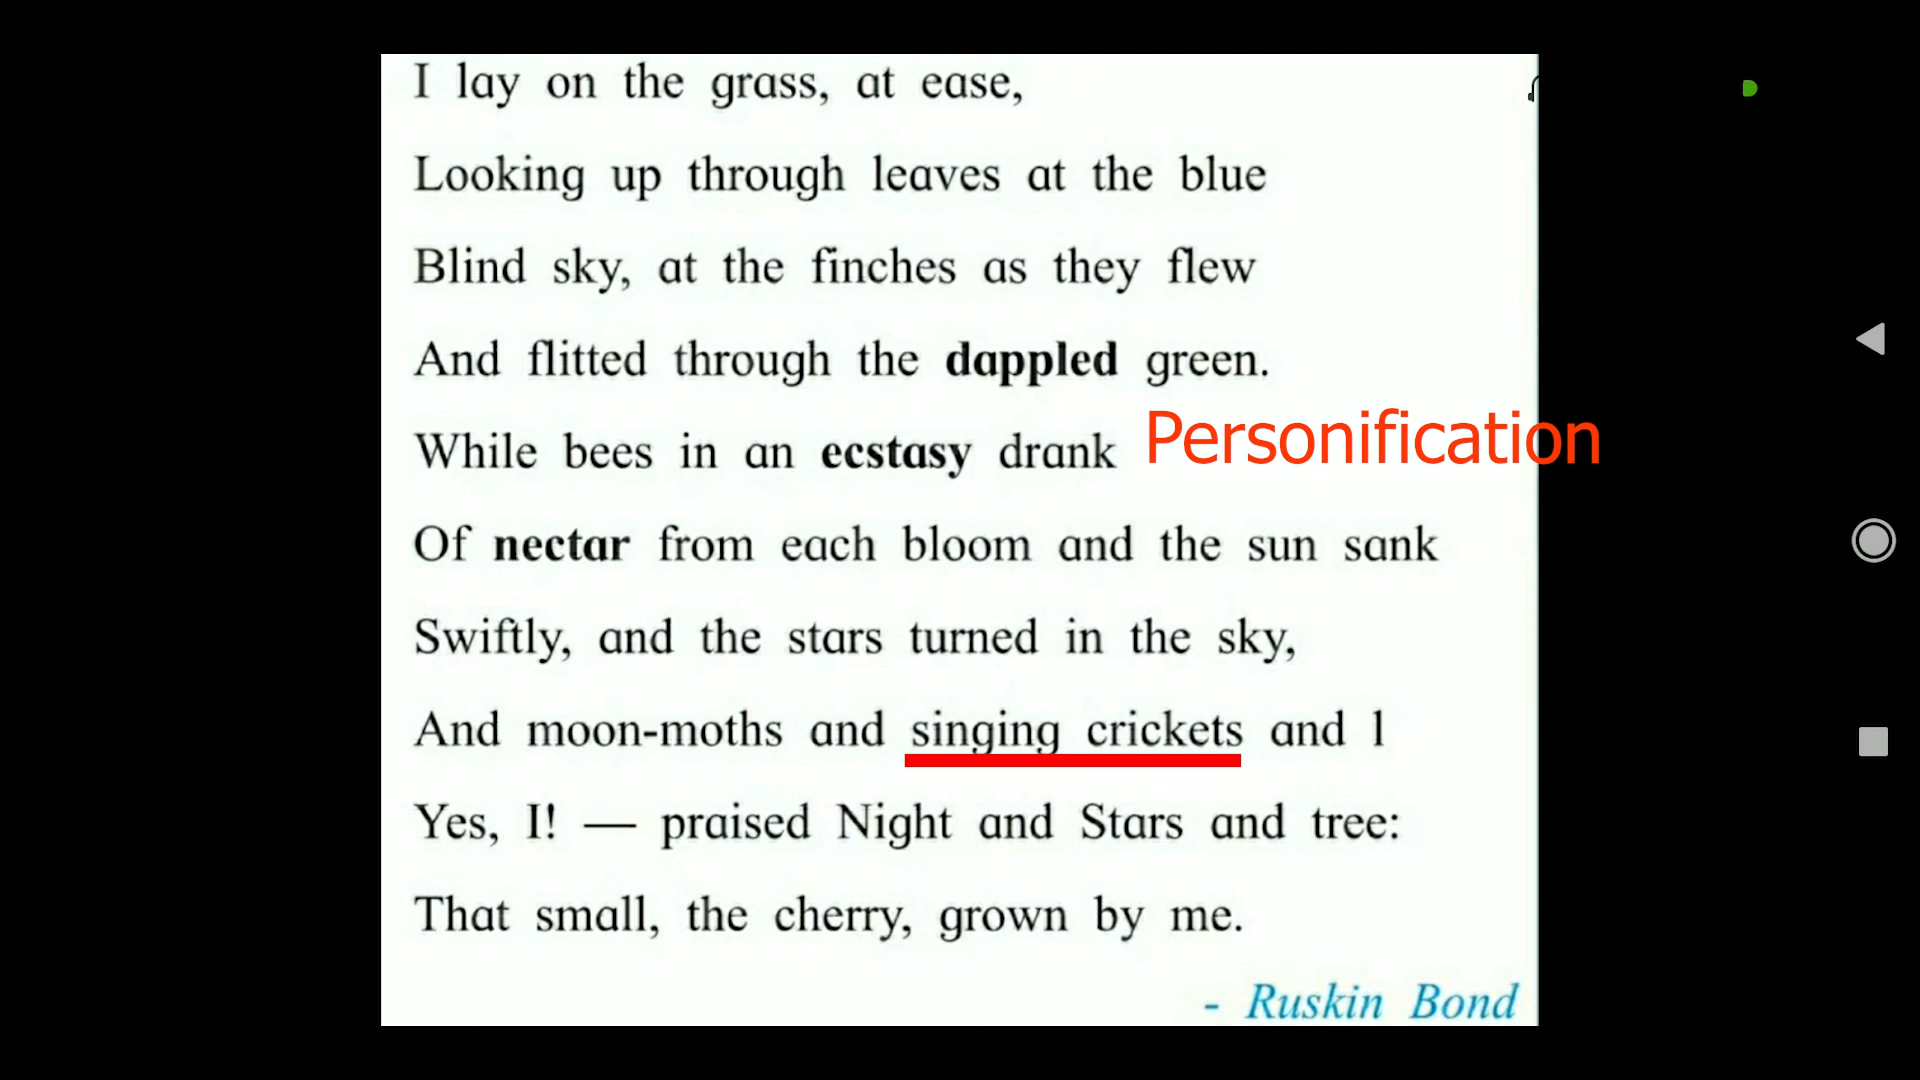 I lay on the grass, at ease,
Looking up through leaves at the blue
Blind sky, at the finches as they flew
And flitted through the dappled green.
While bees in an ecstasy drank
Personification
Of nectar from each bloom and the sun sank
Swiftly, and the stars turned in the sky,
And moon-moths and singing crickets and l
Yes, I! — praised Night and Stars and tree:
That small, the cherry, grown by me.
- Ruskin Bond